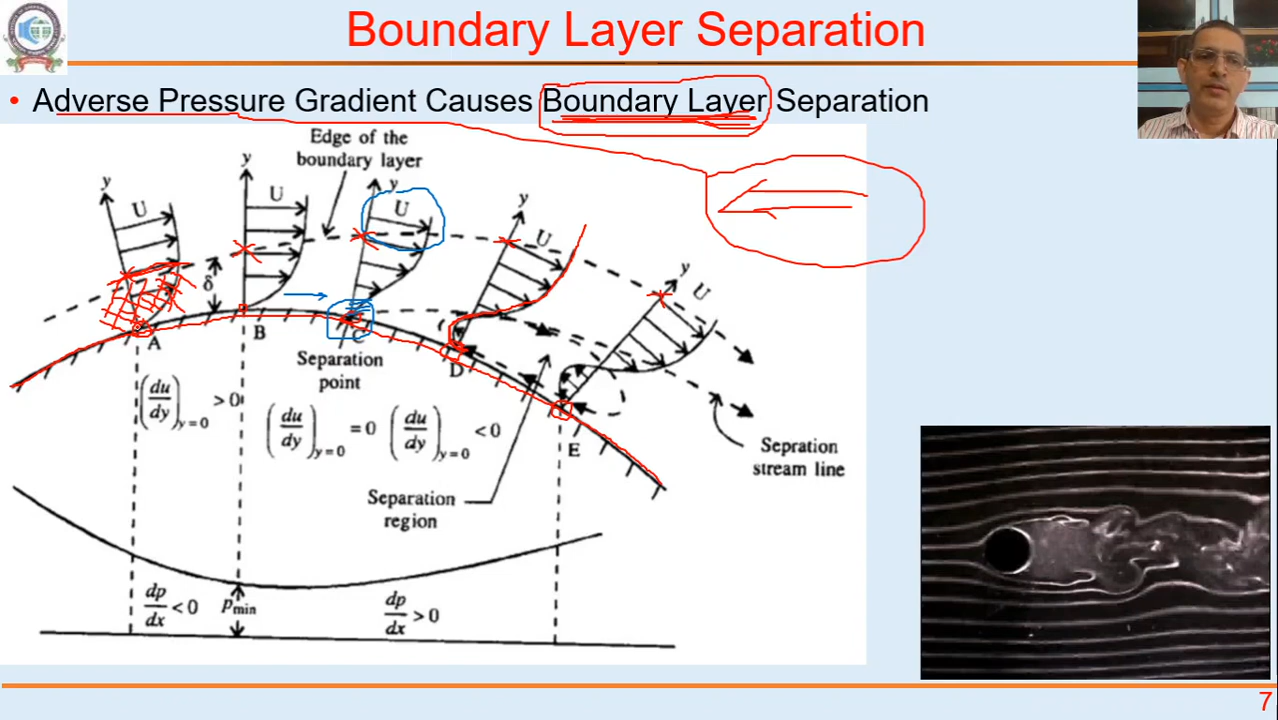 Boundary Layer Separation
• Adverse Pressure Gradient Causes Boundary Layer Separation
Edge of the
boundary layer
y U
y U
y U
y U
y U
δ
A
B
C
D
E
Separation
point
(du/dy)y=0 > 0
(du/dy)y=0 = 0
(du/dy)y=0 < 0
Sepration
stream line
Separation
region
dp/dx < 0
Pmin
dp/dx > 0
7